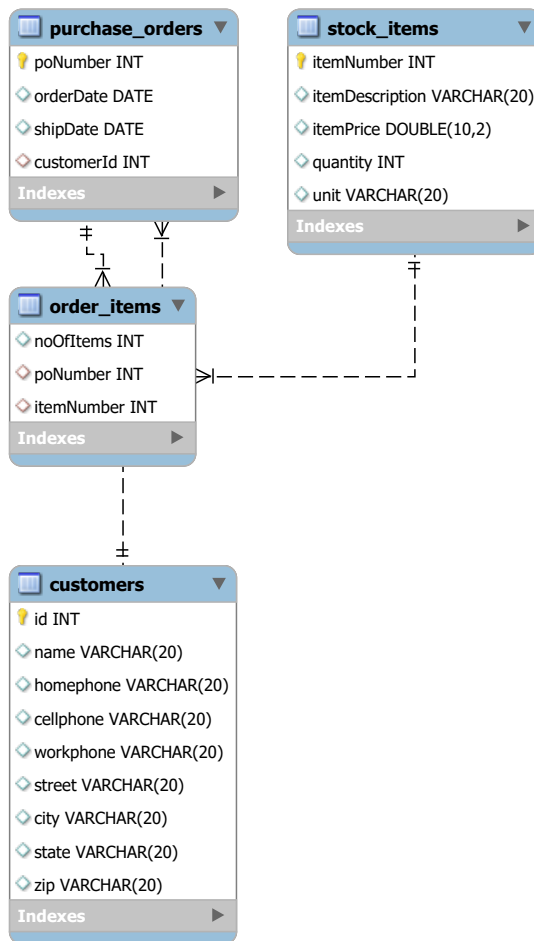 purchase_orders
poNumber INT
orderDate DATE
shipDate DATE
customerId INT
Indexes
stock_items
itemNumber INT
itemDescription VARCHAR(20)
itemPrice DOUBLE(10,2)
quantity INT
unit VARCHAR(20)
Indexes
order_items
noOfItems INT
poNumber INT
itemNumber INT
Indexes
customers
id INT
name VARCHAR(20)
homephone VARCHAR(20)
cellphone VARCHAR(20)
workphone VARCHAR(20)
street VARCHAR(20)
city VARCHAR(20)
state VARCHAR(20)
zip VARCHAR(20)
Indexes